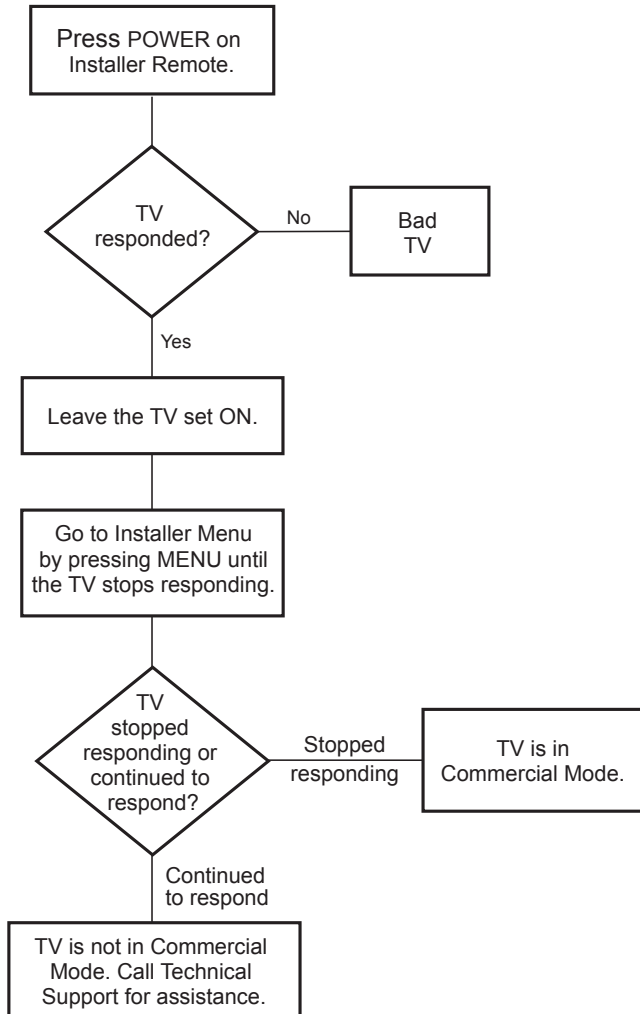 Press POWER on
Installer Remote.
TV
responded?
No
Bad
TV
Yes
Leave the TV set ON.
Go to Installer Menu
by pressing MENU until
the TV stops responding.
TV
stopped
responding or
continued to
respond?
Stopped
responding
TV is in
Commercial Mode.
Continued
to respond
TV is not in Commercial
Mode. Call Technical
Support for assistance.